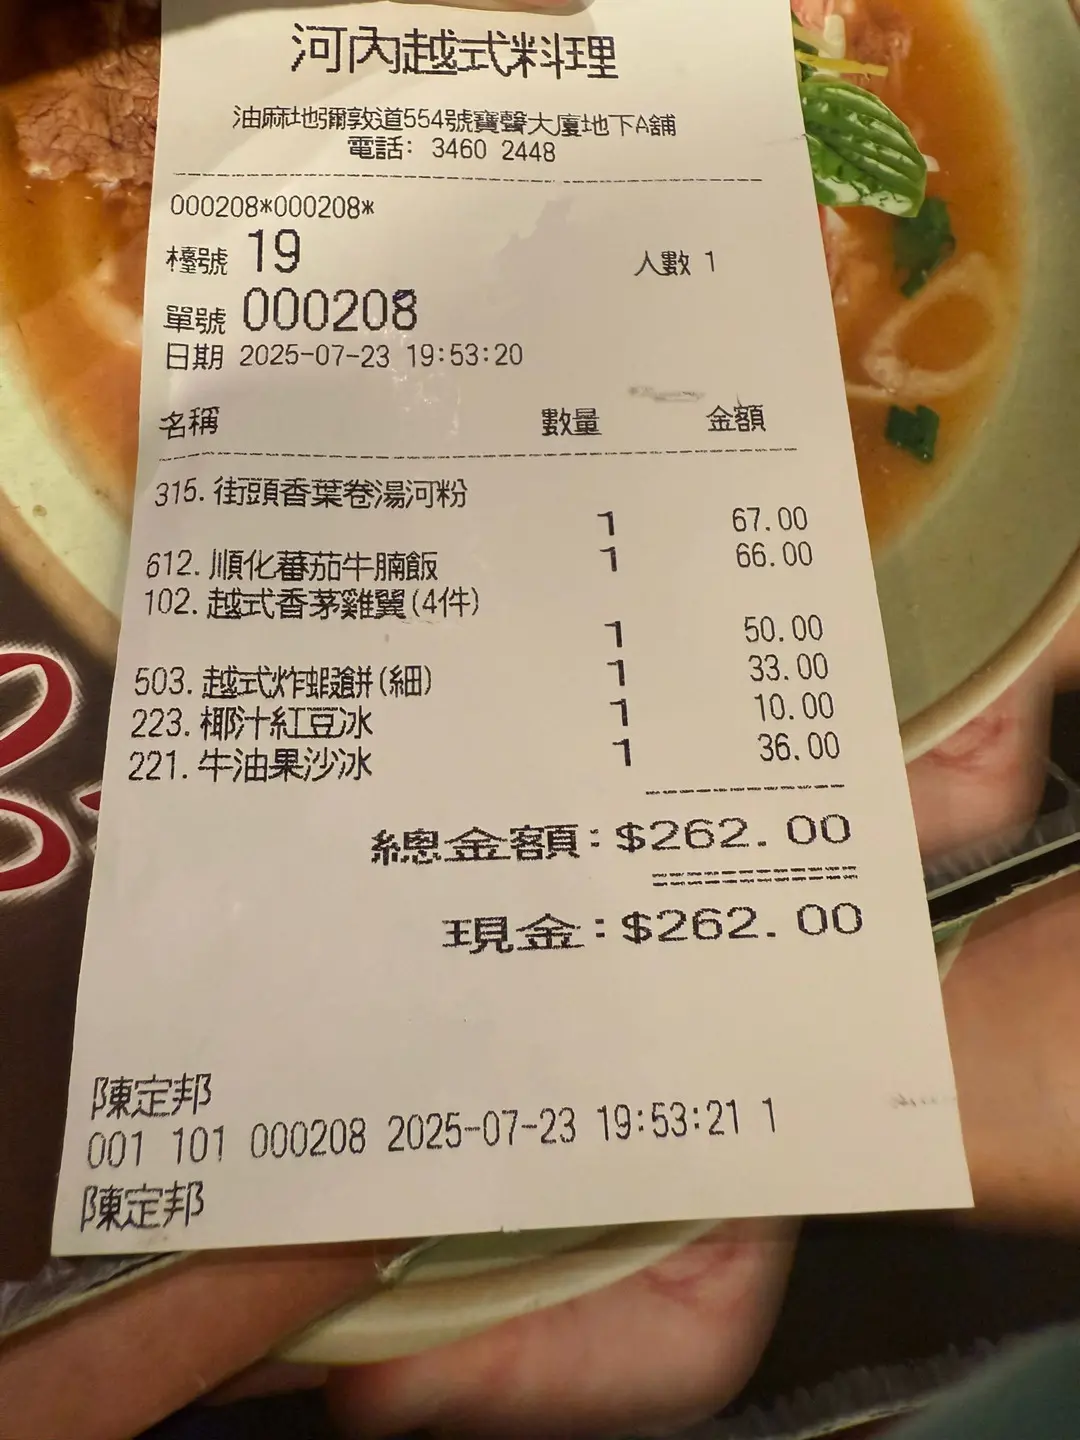 河內越式料理
油麻地彌敦道554號寶聲大廈地下A舖
電話: 3460 2448
000208*000208*
檯號 19 人數 1
單號 000208
日期 2025-07-23 19:53:20
名稱 數量 金額
315. 街頭香葉卷湯河粉
1 67.00
612. 順化蕃茄牛腩飯 1 66.00
102. 越式香茅雞翼(4件)
1 50.00
503. 越式炸蝦餅(細) 1 33.00
223. 椰汁紅豆冰 1 10.00
221. 牛油果沙冰 1 36.00
總金額:$262.00
現金:$262.00
陳定邦
001 101 000208 2025-07-23 19:53:21 1
陳定邦